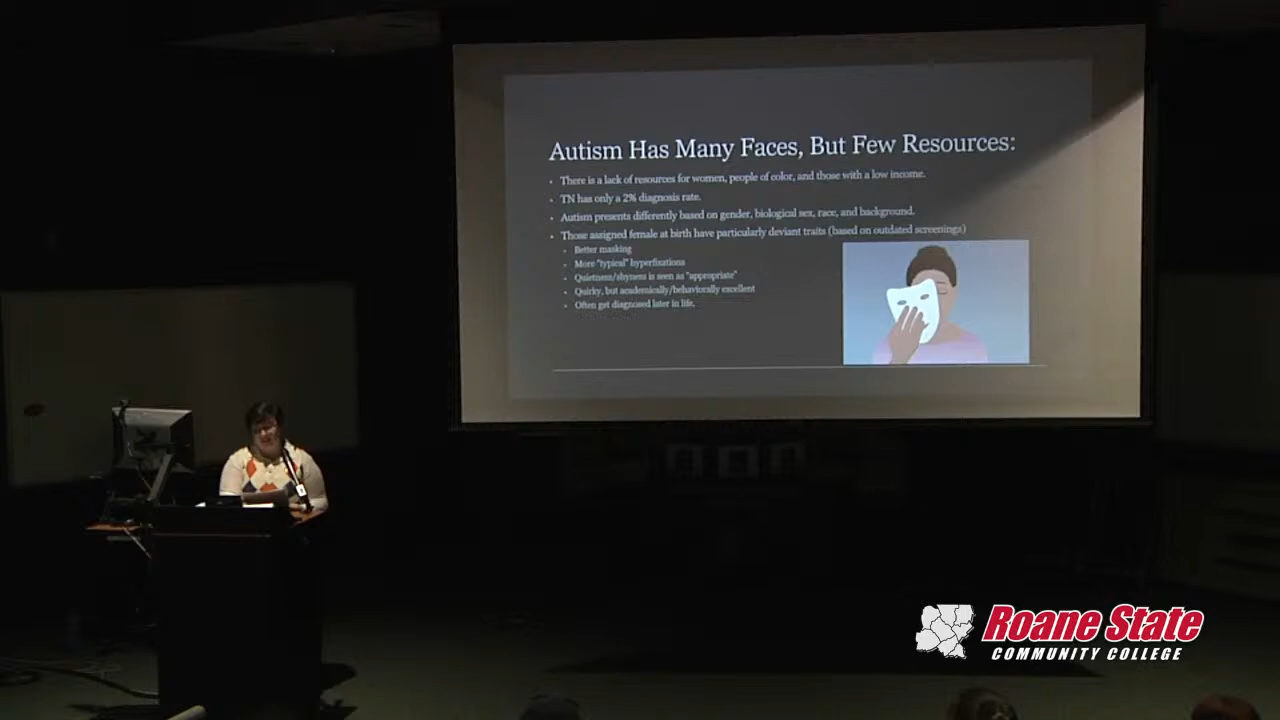 Autism Has Many Faces, But Few Resources:
There is a lack of resources for women, people of color, and those with a low income.
TN has only a 2% diagnosis rate.
Autism presents differently based on gender, biological sex, race, and background.
Those assigned female at birth have particularly deviant traits (based on outdated screenings)
Better masking
More "typical" hyperfixations
Quietness/shyness is seen as "appropriate"
Quirky, but academically/behaviorally excellent
Often get diagnosed later in life.
Roane State
COMMUNITY COLLEGE